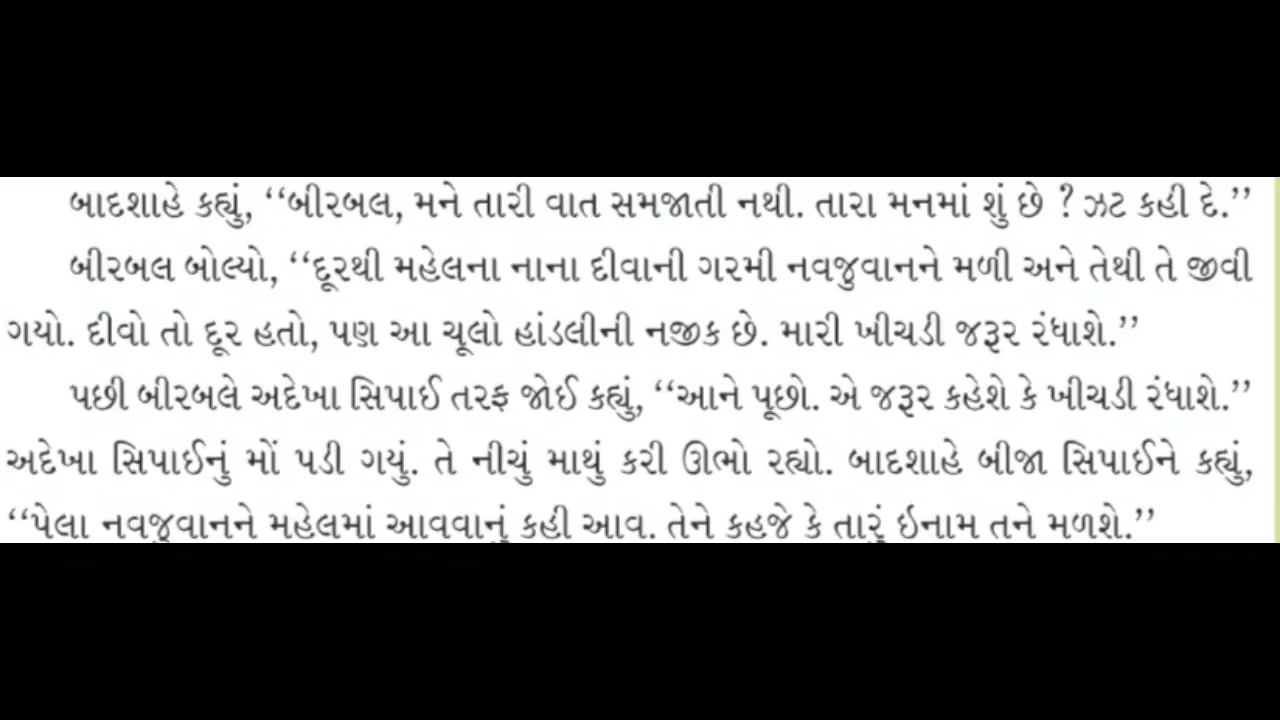 બાદશાહે કહ્યું, ‘‘બીરબલ, મને તારી વાત સમજાતી નથી. તારા મનમાં શું છે ? ઝટ કહી દે.’’
બીરબલ બોલ્યો, ‘‘દૂરથી મહેલના નાના દીવાની ગરમી નવજુવાનને મળી અને તેથી તે જીવી
ગયો. દીવો તો દૂર હતો, પણ આ ચૂલો હાંડલીની નજીક છે. મારી ખીચડી જરૂર રંધાશે.’’
પછી બીરબલે અદેખા સિપાઈ તરફ જોઈ કહ્યું, ‘‘આને પૂછો. એ જરૂર કહેશે કે ખીચડી રંધાશે.’’
અદેખા સિપાઈનું મોં પડી ગયું. તે નીચું માથું કરી ઊભો રહ્યો. બાદશાહે બીજા સિપાઈને કહ્યું,
‘‘પેલા નવજુવાનને મહેલમાં આવવાનું કહી આવ. તેને કહજે કે તારું ઇનામ તને મળશે.’’